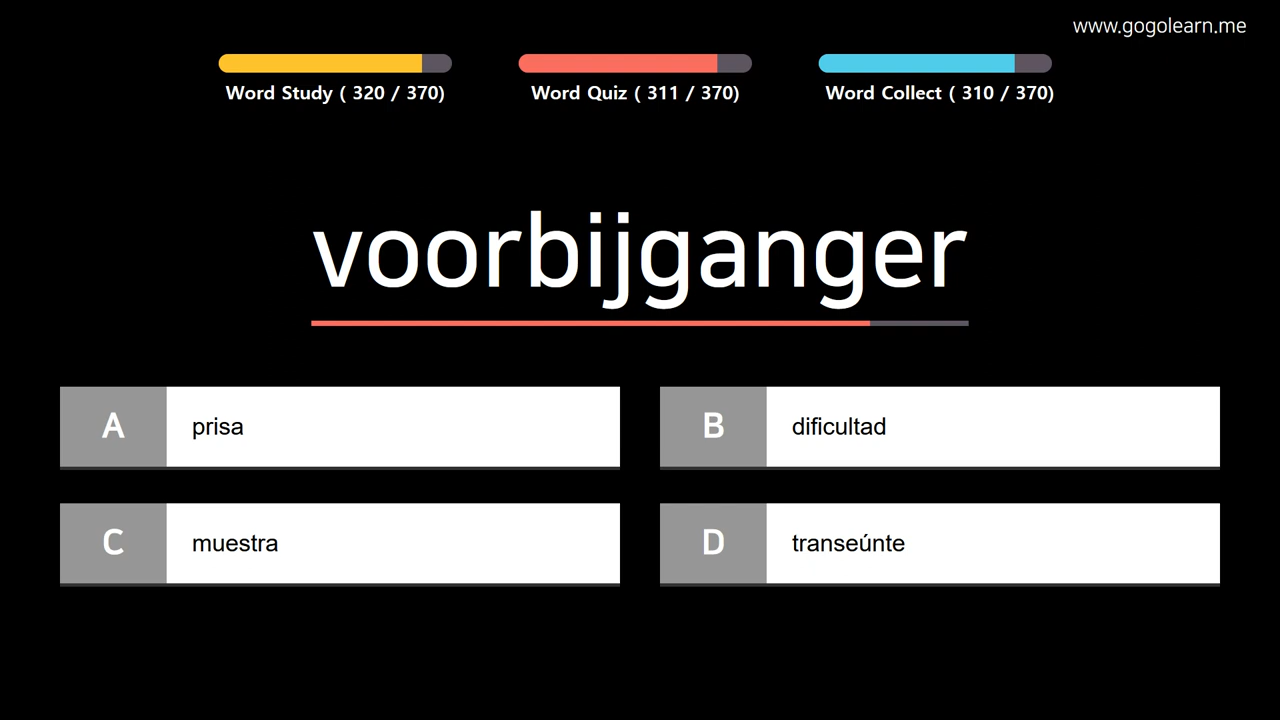 www.gogolearn.me
Word Study ( 320 / 370)
Word Quiz ( 311 / 370)
Word Collect ( 310 / 370)
voorbijganger
A prisa
B dificultad
C muestra
D transeúnte